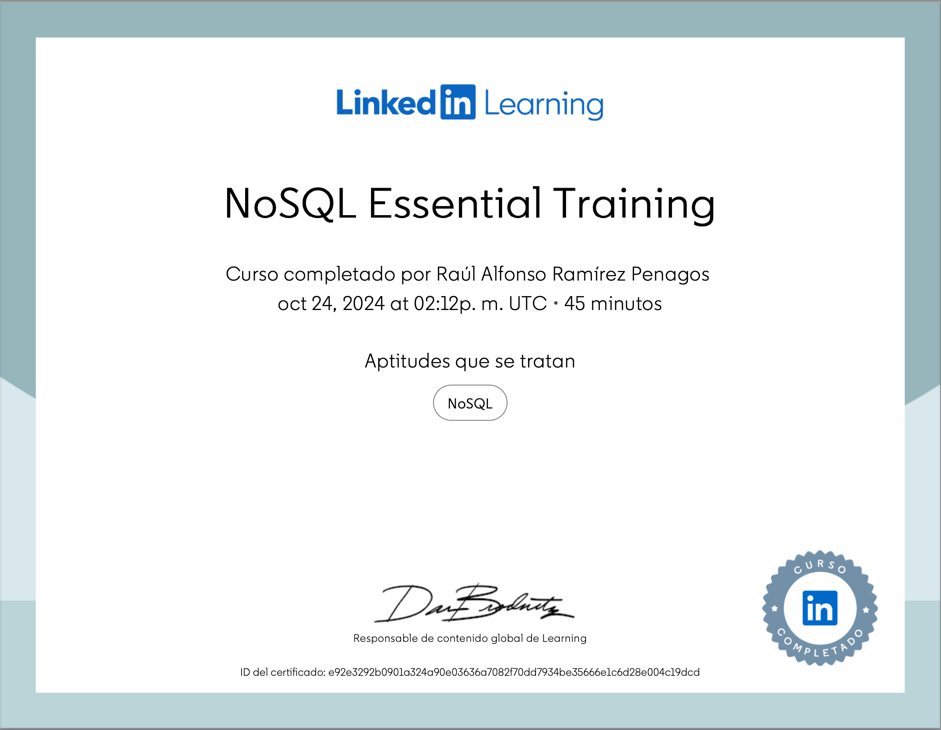 Linked in Learning
NoSQL Essential Training
Curso completado por Raúl Alfonso Ramírez Penagos
oct 24, 2024 at 02:12p. m. UTC • 45 minutos
Aptitudes que se tratan
NoSQL
Responsable de contenido global de Learning
ID del certificado: e92e3292b0901a324a90e03636a7082f70dd7934be35666e1c6d28e004c19dcd
CURSO
in
COMPLETADO